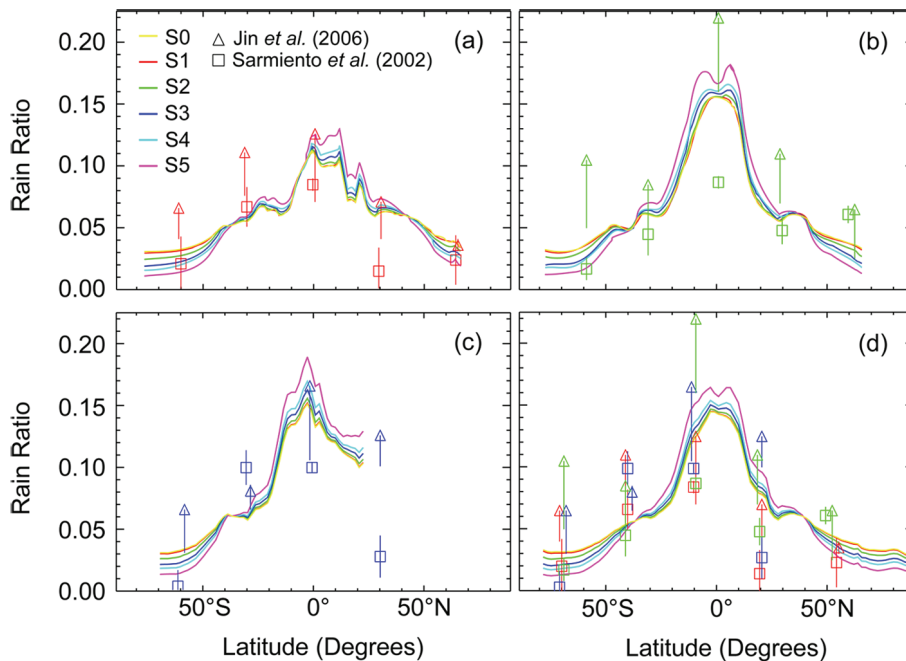 0.20
0.15
0.10
0.05
0.00
Rain Ratio
S0
S1
S2
S3
S4
S5
Jin et al. (2006)
Sarmiento et al. (2002)
(a)
(b)
0.20
0.15
0.10
0.05
0.00
Rain Ratio
(c)
(d)
50°S
0°
50°N
50°S
0°
50°N
Latitude (Degrees)
Latitude (Degrees)